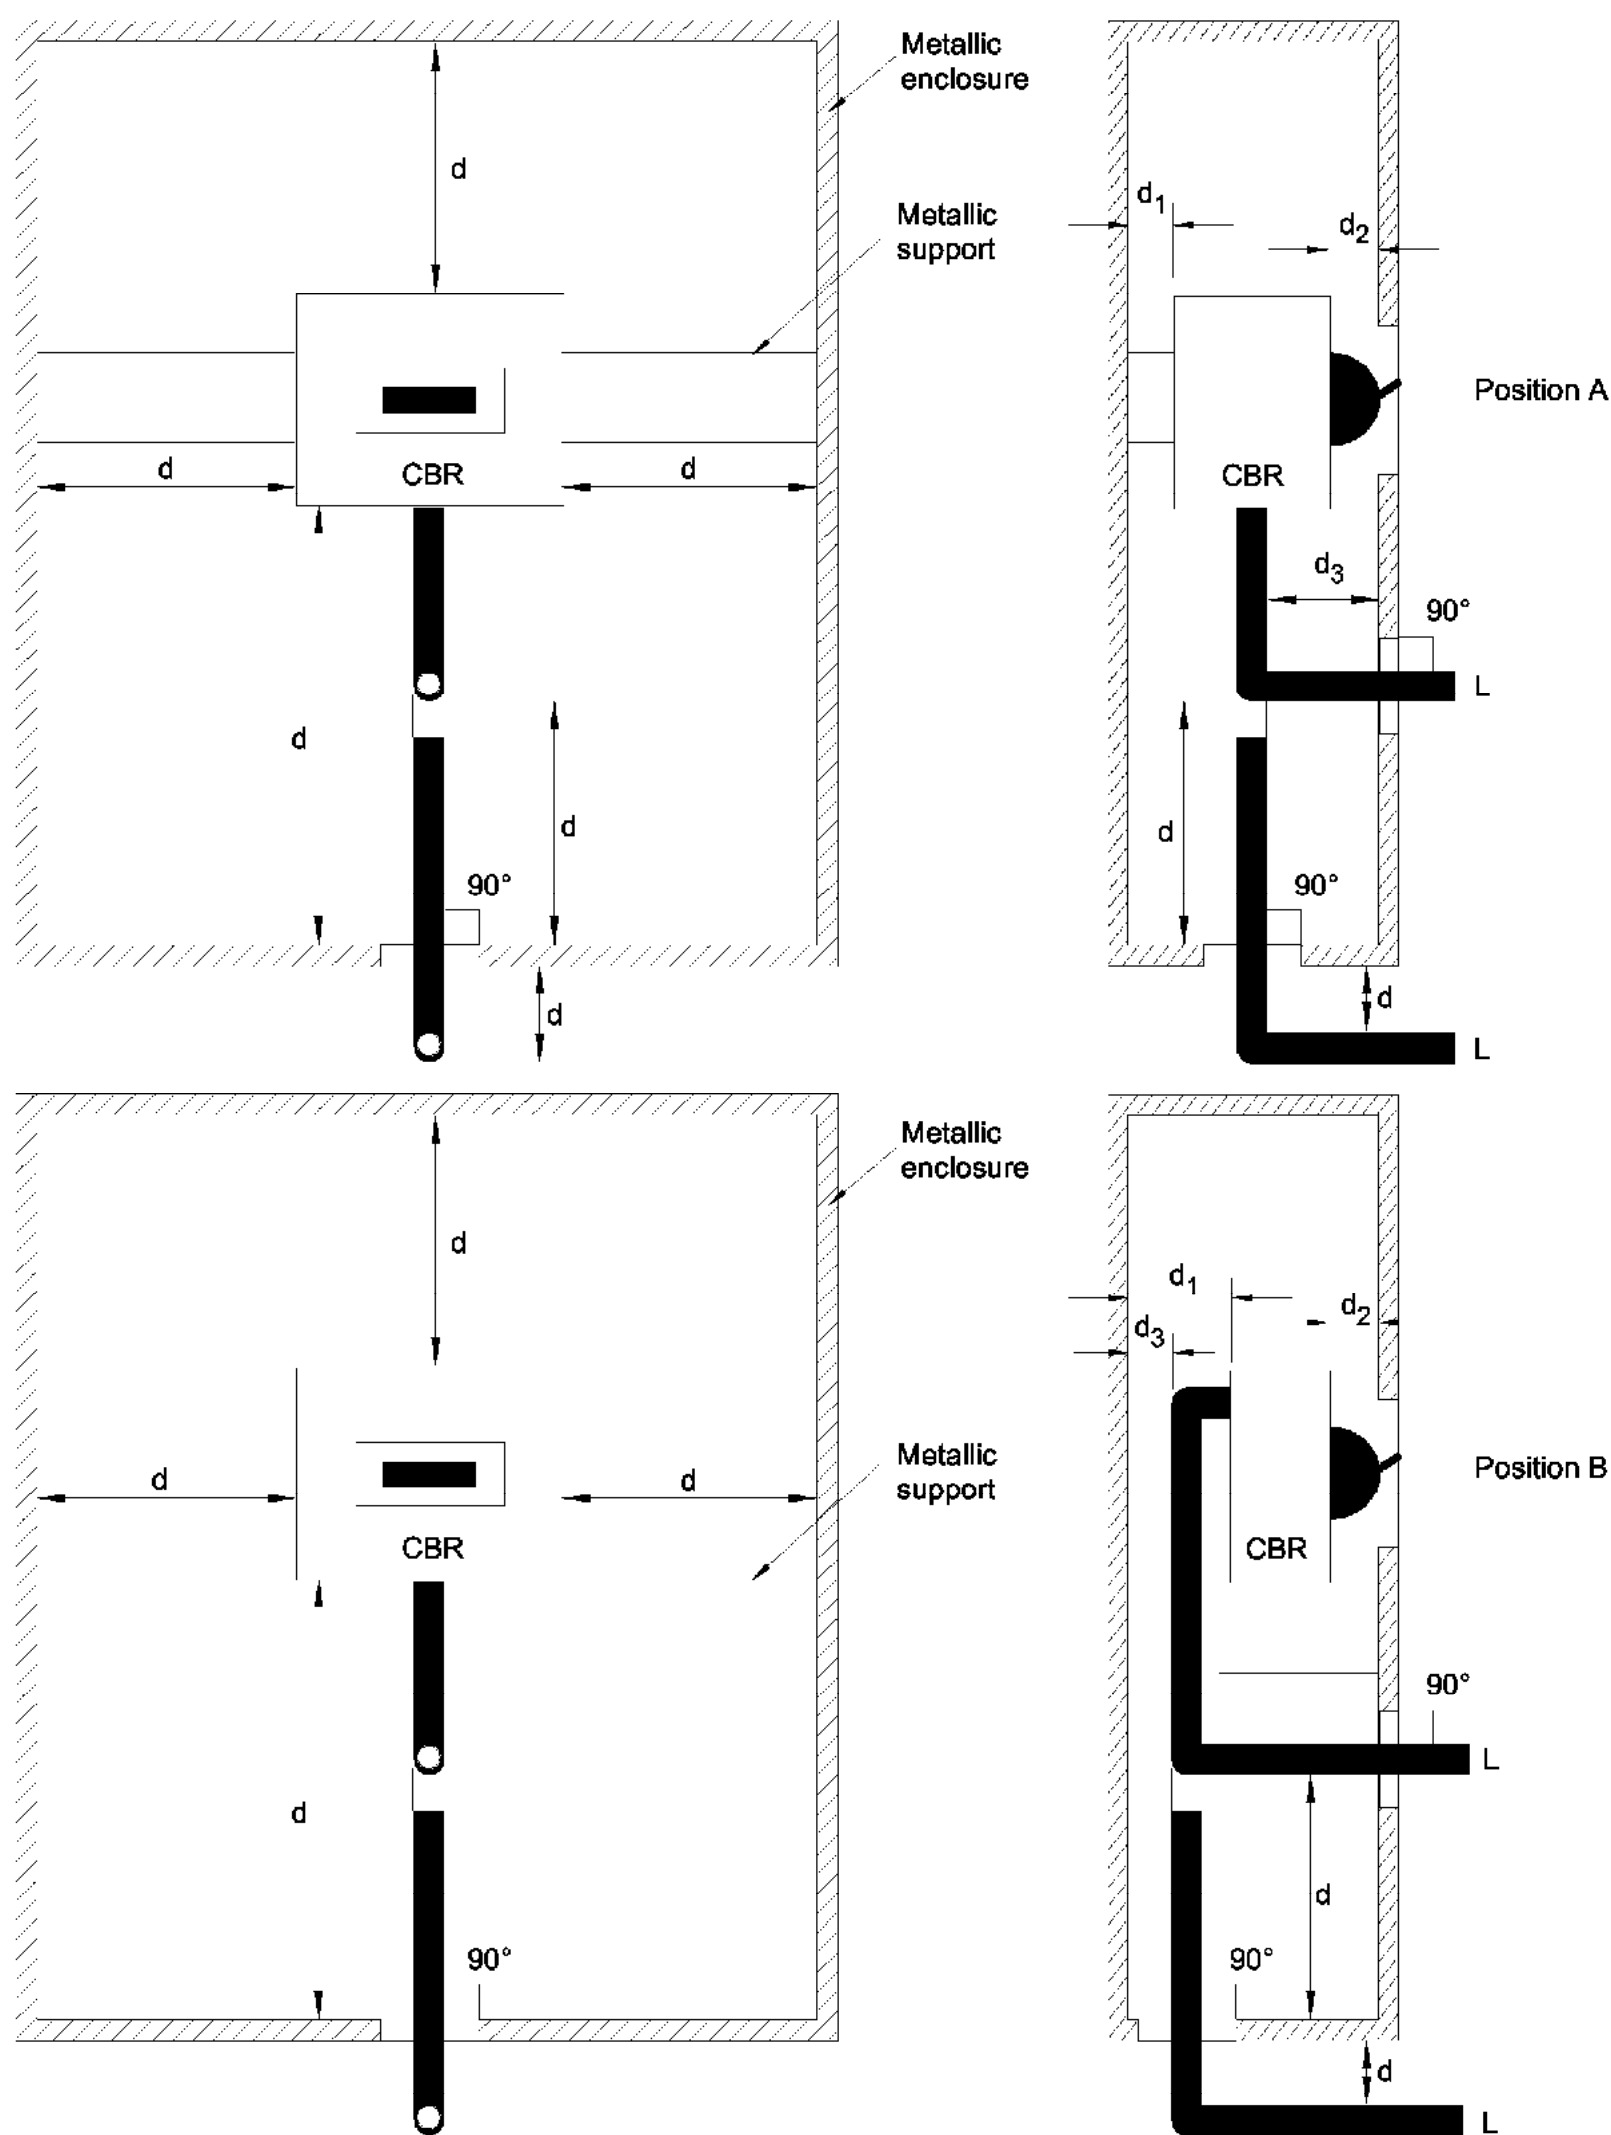 Metallic
enclosure
d
d₁
d₂
Metallic
support
Position A
d
d
CBR
CBR
d₃
90°
L
d
d
d
90°
90°
d
d
L
Metallic
enclosure
d
d₁
d₂
d₃
Metallic
support
Position B
d
d
CBR
CBR
90°
L
d
d
90°
90°
d
L